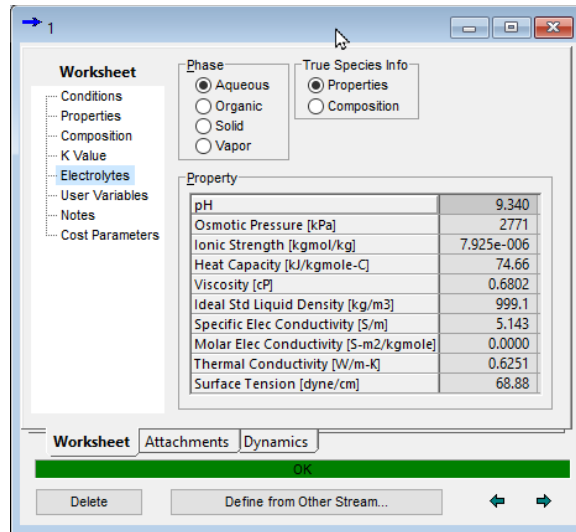 1
Worksheet
Conditions
Properties
Composition
K Value
Electrolytes
User Variables
Notes
Cost Parameters
Phase
Aqueous
Organic
Solid
Vapor
True Species Info
Properties
Composition
Property
pH 9.340
Osmotic Pressure [kPa] 2771
Ionic Strength [kgmol/kg] 7.925e-006
Heat Capacity [kJ/kgmole-C] 74.66
Viscosity [cP] 0.6802
Ideal Std Liquid Density [kg/m3] 999.1
Specific Elec Conductivity [S/m] 5.143
Molar Elec Conductivity [S-m2/kgmole] 0.0000
Thermal Conductivity [W/m-K] 0.6251
Surface Tension [dyne/cm] 68.88
Worksheet Attachments Dynamics
OK
Delete Define from Other Stream...